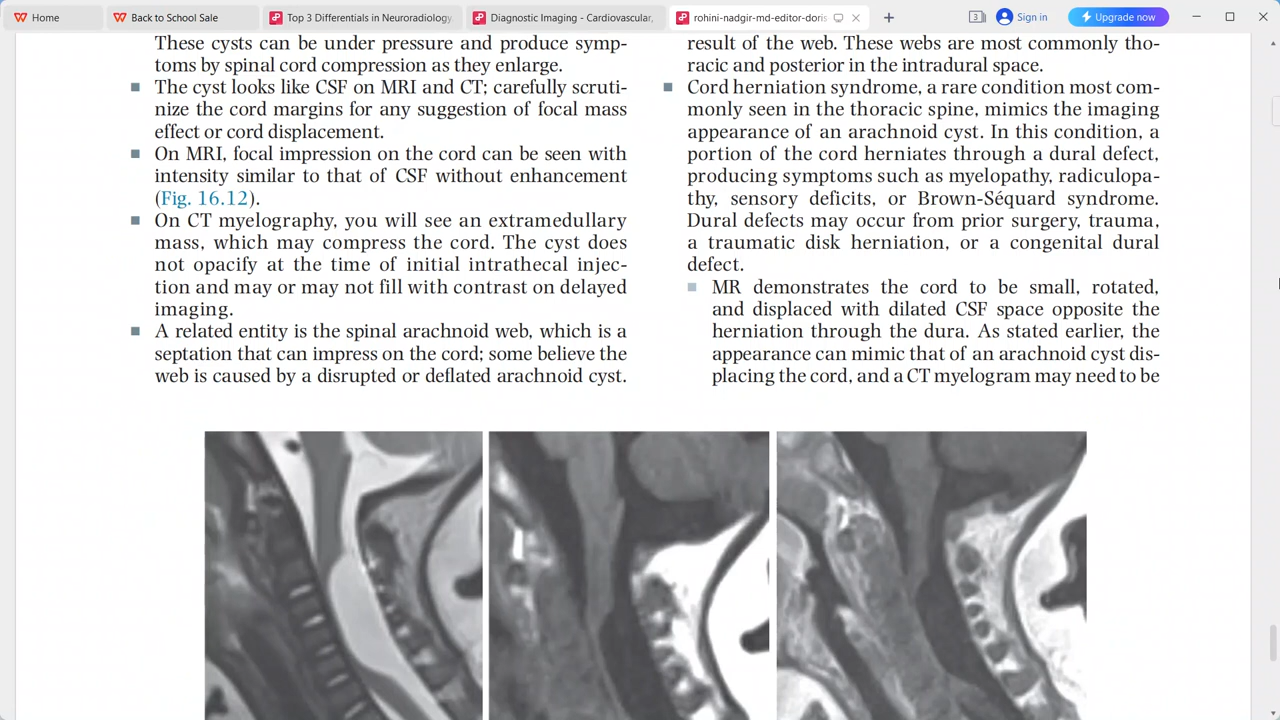 Home
Back to School Sale
Top 3 Differentials in Neuroradiology
Diagnostic Imaging - Cardiovascular,
rohini-nadgir-md-editor-doris
3
Sign in
Upgrade now
These cysts can be under pressure and produce symp-
toms by spinal cord compression as they enlarge.
The cyst looks like CSF on MRI and CT; carefully scruti-
nize the cord margins for any suggestion of focal mass
effect or cord displacement.
On MRI, focal impression on the cord can be seen with
intensity similar to that of CSF without enhancement
(Fig. 16.12).
On CT myelography, you will see an extramedullary
mass, which may compress the cord. The cyst does
not opacify at the time of initial intrathecal injec-
tion and may or may not fill with contrast on delayed
imaging.
A related entity is the spinal arachnoid web, which is a
septation that can impress on the cord; some believe the
web is caused by a disrupted or deflated arachnoid cyst.
result of the web. These webs are most commonly tho-
racic and posterior in the intradural space.
Cord herniation syndrome, a rare condition most com-
monly seen in the thoracic spine, mimics the imaging
appearance of an arachnoid cyst. In this condition, a
portion of the cord herniates through a dural defect,
producing symptoms such as myelopathy, radiculopa-
thy, sensory deficits, or Brown-Séquard syndrome.
Dural defects may occur from prior surgery, trauma,
a traumatic disk herniation, or a congenital dural
defect.
MR demonstrates the cord to be small, rotated,
and displaced with dilated CSF space opposite the
herniation through the dura. As stated earlier, the
appearance can mimic that of an arachnoid cyst dis-
placing the cord, and a CT myelogram may need to be